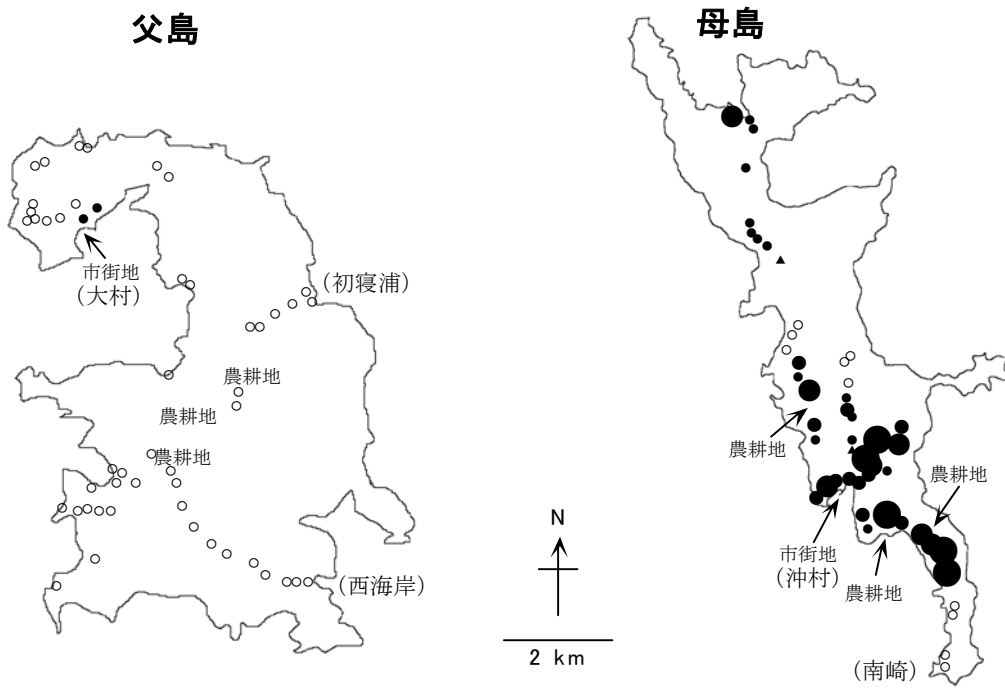 父島
母島
市街地
（大村）
（初寝浦）
農耕地
農耕地
農耕地
（西海岸）
N
2 km
農耕地
農耕地
市街地
（沖村）
農耕地
（南崎）